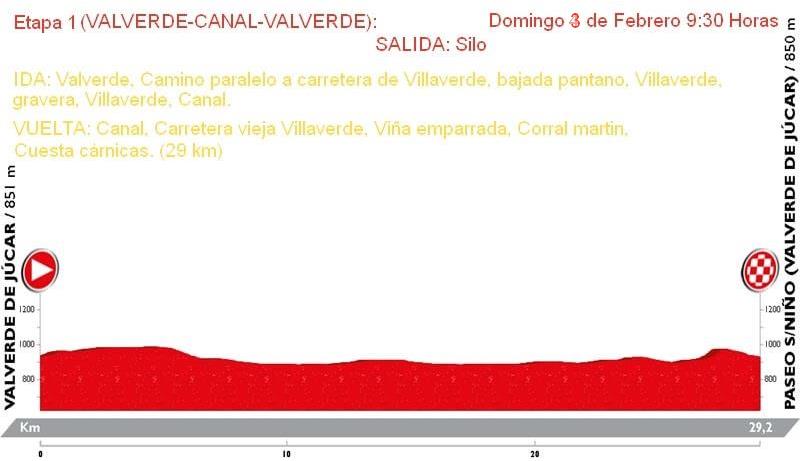 Etapa 1 (VALVERDE-CANAL-VALVERDE):
Domingo 3 de Febrero 9:30 Horas
SALIDA: Silo
IDA: Valverde, Camino paralelo a carretera de Villaverde, bajada pantano, Villaverde,
gravera, Villaverde, Canal.
VUELTA: Canal, Carretera vieja Villaverde, Viña emparrada, Corral martin,
Cuesta cárnicas. (29 km)
VALVERDE DE JÚCAR / 851 m
PASEO S/NIÑO (VALVERDE DE JÚCAR) / 850 m
1200
1000
800
1200
1000
800
Km
29,2
0
10
20